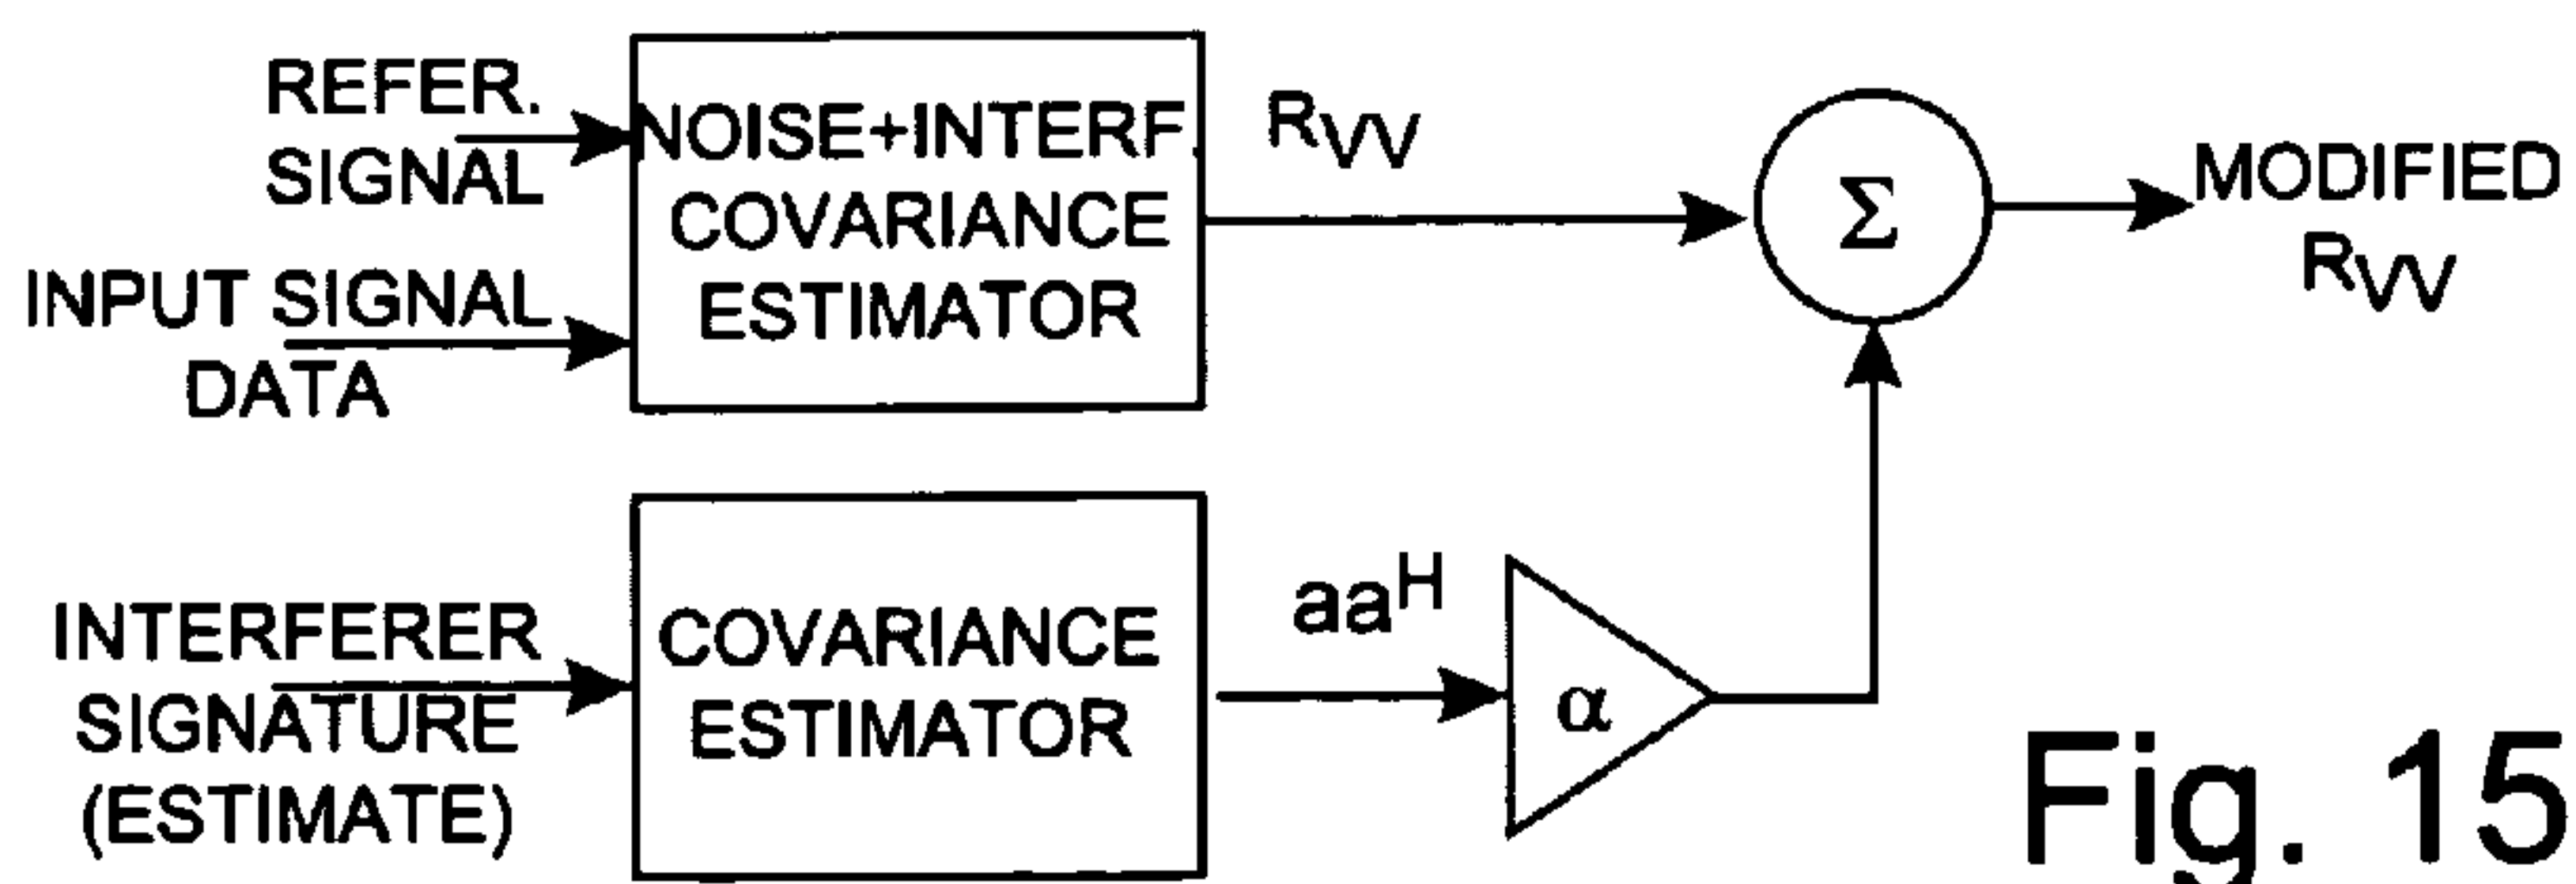 REFER.
SIGNAL
INPUT SIGNAL
DATA
NOISE+INTERF.
COVARIANCE
ESTIMATOR
RVV
Σ
MODIFIED
RVV
INTERFERER
SIGNATURE
(ESTIMATE)
COVARIANCE
ESTIMATOR
aaH
α
Fig. 15